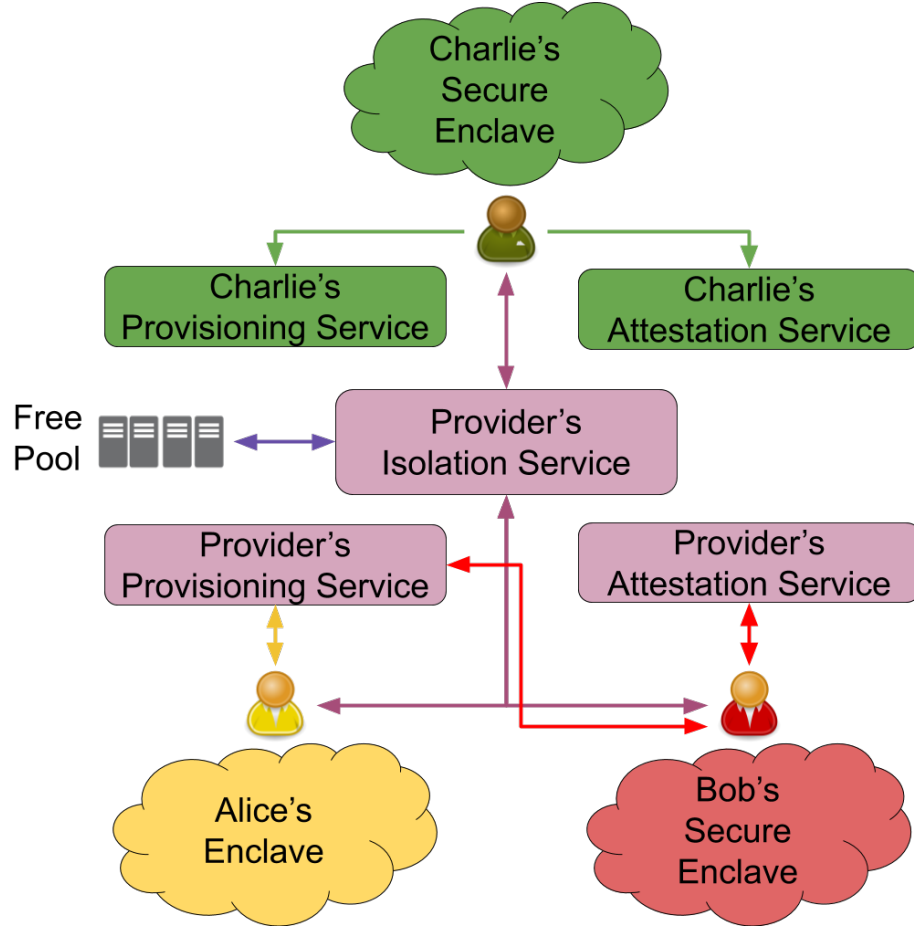 Charlie's
Secure
Enclave
Charlie's
Provisioning Service
Charlie's
Attestation Service
Free
Pool
Provider's
Isolation Service
Provider's
Provisioning Service
Provider's
Attestation Service
Alice's
Enclave
Bob's
Secure
Enclave